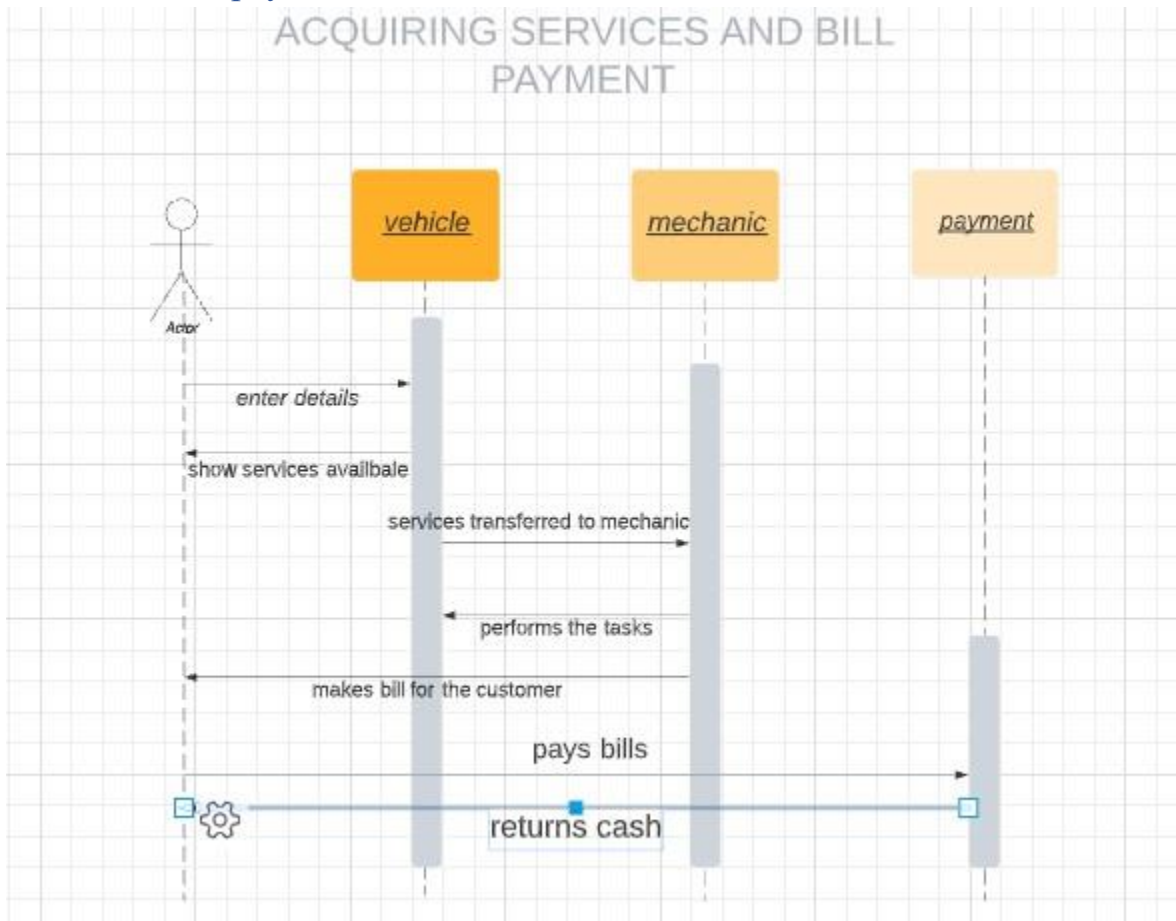 ACQUIRING SERVICES AND BILL
PAYMENT
vehicle
mechanic
payment
Actor
enter details
show services availbale
services transferred to mechanic
performs the tasks
makes bill for the customer
pays bills
returns cash